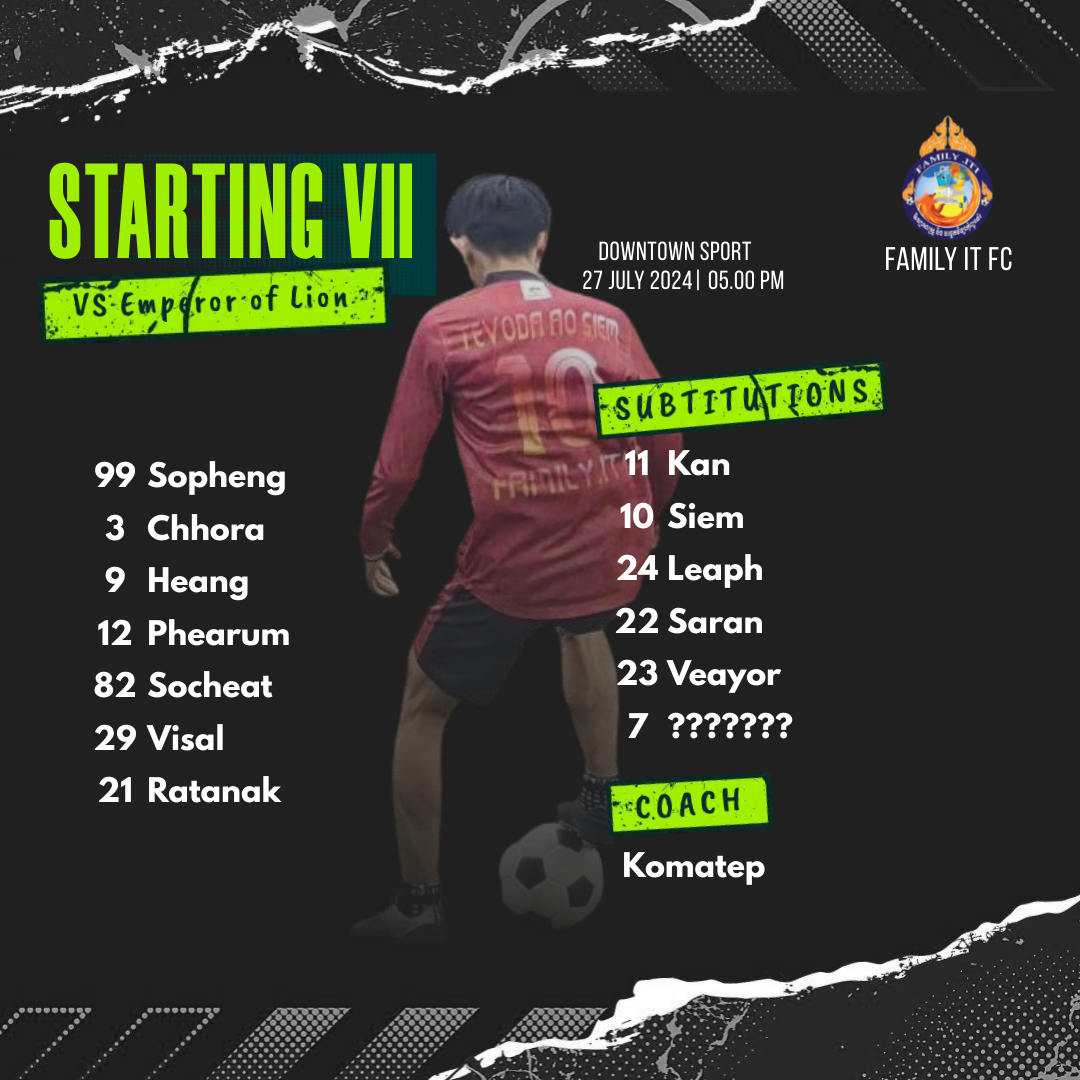 STARTING VII
VS Emperor of Lion
DOWNTOWN SPORT
27 JULY 2024| 05.00 PM
FAMILY IT1
FAMILY IT FC
TEVODA AO SIEM
10
FAMILY.IT
99 Sopheng
3 Chhora
9 Heang
12 Phearum
82 Socheat
29 Visal
21 Ratanak
SUBTITUTIONS
11 Kan
10 Siem
24 Leaph
22 Saran
23 Veayor
7 ???????
COACH
Komatep